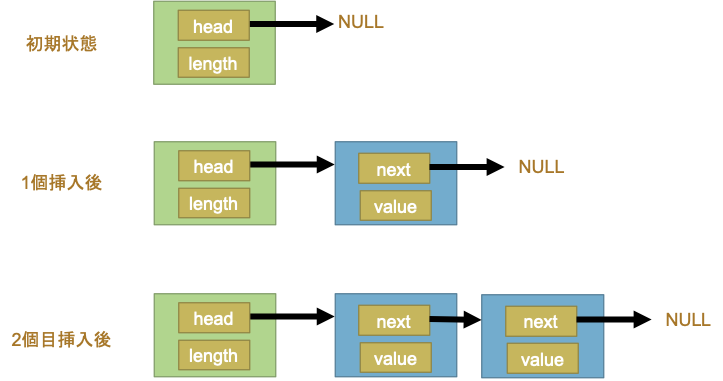 初期状態
head
NULL
length
1個挿入後
head
next
NULL
length
value
2個目挿入後
head
next
next
NULL
length
value
value